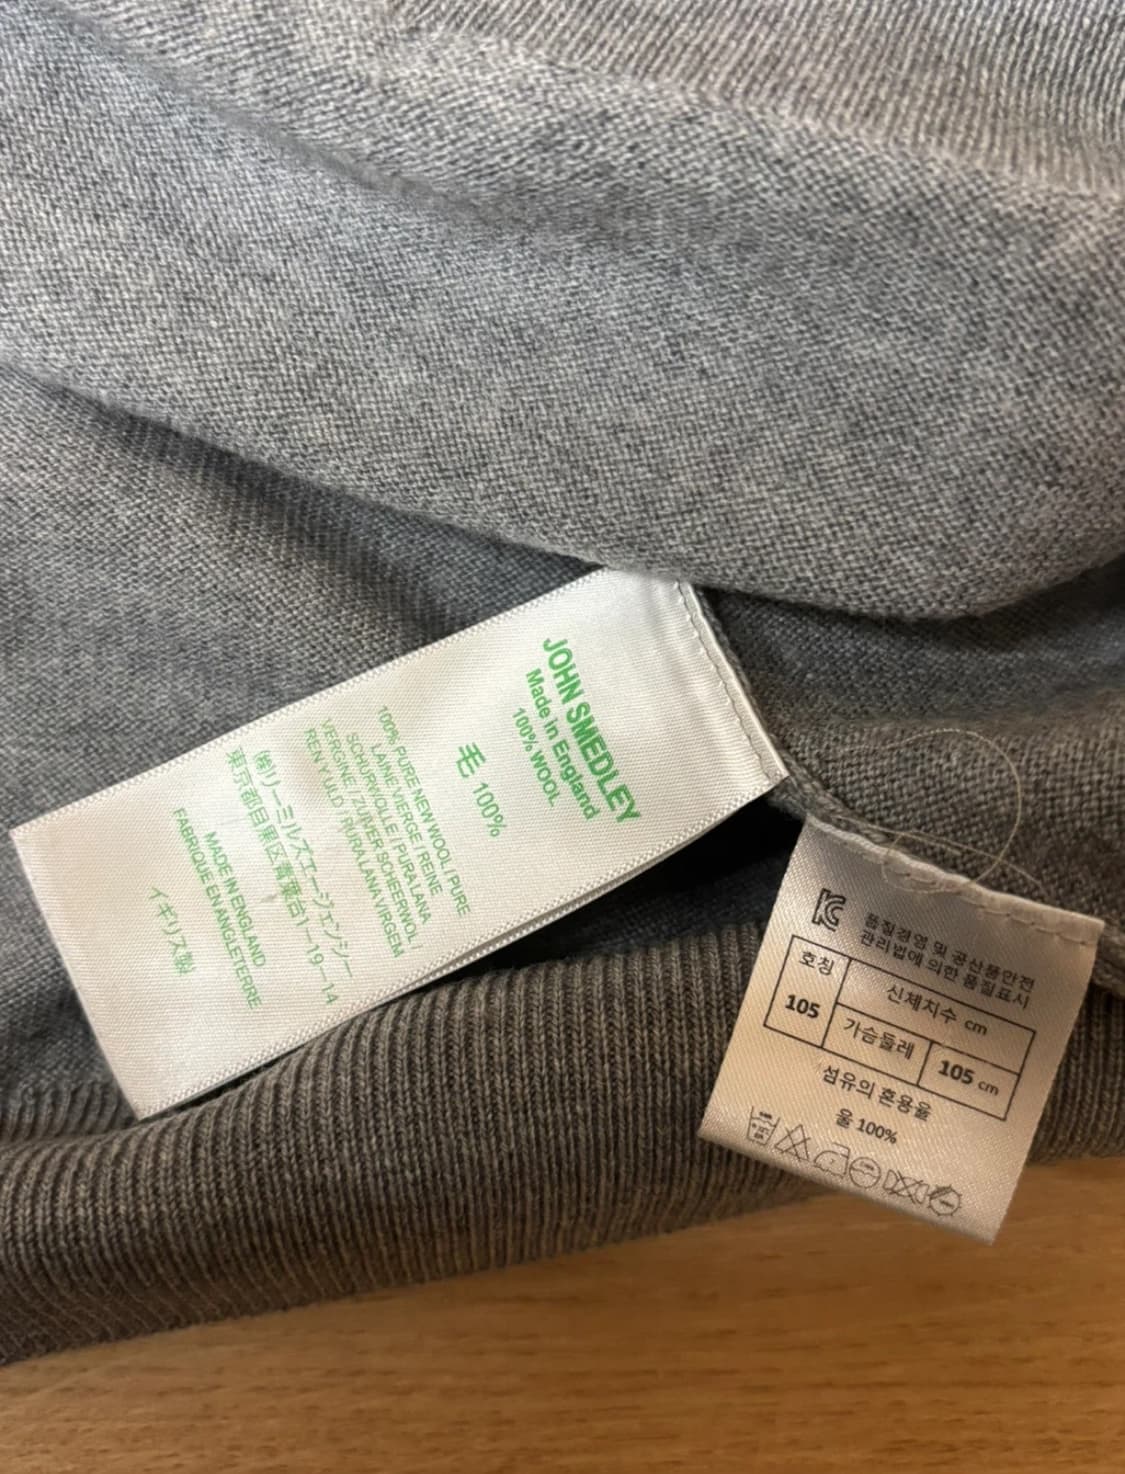 JOHN SMEDLEY
Made in England
100% WOOL
毛 100%
100% PURE NEW WOOL / PURE
LAINE VIERGE / REINE
SCHURWOLLE / PURA LANA
VERGINE / ZUIVER SCHEERWOL /
REN Y ULD / RURA LANA VIRGEM
㈱リーミルズエージェンシー
東京都目黒区青葉台1-19-14
MADE IN ENGLAND
FABRIQUE EN ANGLETERRE
イギリス製
품질경영 및 공산품안전
관리법에 의한 품질표시
호칭
신체치수 cm
105
가슴둘레
105 cm
섬유의 혼용율
울 100%